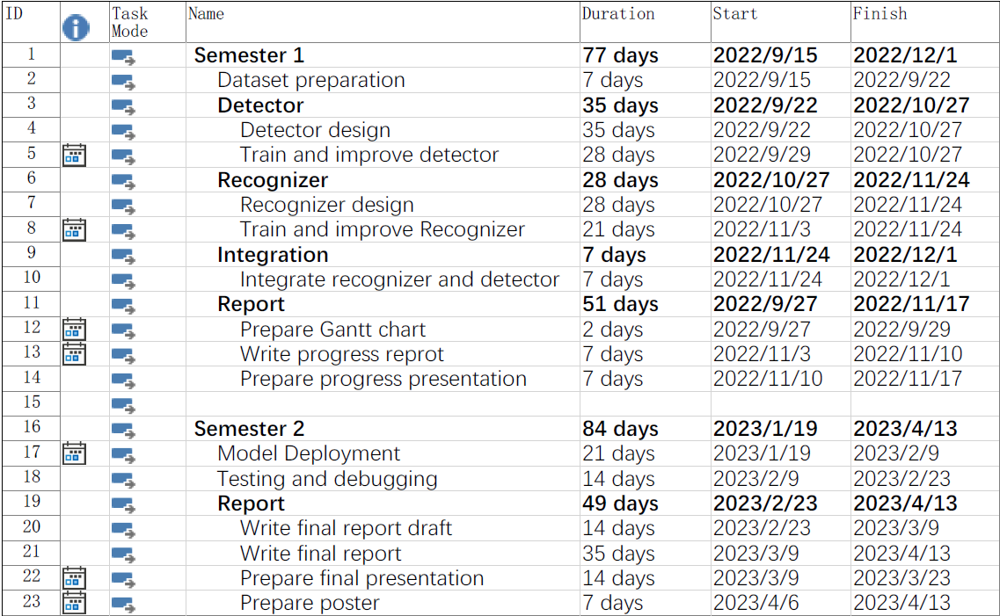 ID Task Mode Name Duration Start Finish
1 Semester 1 77 days 2022/9/15 2022/12/1
2 Dataset preparation 7 days 2022/9/15 2022/9/22
3 Detector 35 days 2022/9/22 2022/10/27
4 Detector design 35 days 2022/9/22 2022/10/27
5 Train and improve detector 28 days 2022/9/29 2022/10/27
6 Recognizer 28 days 2022/10/27 2022/11/24
7 Recognizer design 28 days 2022/10/27 2022/11/24
8 Train and improve Recognizer 21 days 2022/11/3 2022/11/24
9 Integration 7 days 2022/11/24 2022/12/1
10 Integrate recognizer and detector 7 days 2022/11/24 2022/12/1
11 Report 51 days 2022/9/27 2022/11/17
12 Prepare Gantt chart 2 days 2022/9/27 2022/9/29
13 Write progress reprot 7 days 2022/11/3 2022/11/10
14 Prepare progress presentation 7 days 2022/11/10 2022/11/17
15
16 Semester 2 84 days 2023/1/19 2023/4/13
17 Model Deployment 21 days 2023/1/19 2023/2/9
18 Testing and debugging 14 days 2023/2/9 2023/2/23
19 Report 49 days 2023/2/23 2023/4/13
20 Write final report draft 14 days 2023/2/23 2023/3/9
21 Write final report 35 days 2023/3/9 2023/4/13
22 Prepare final presentation 14 days 2023/3/9 2023/3/23
23 Prepare poster 7 days 2023/4/6 2023/4/13